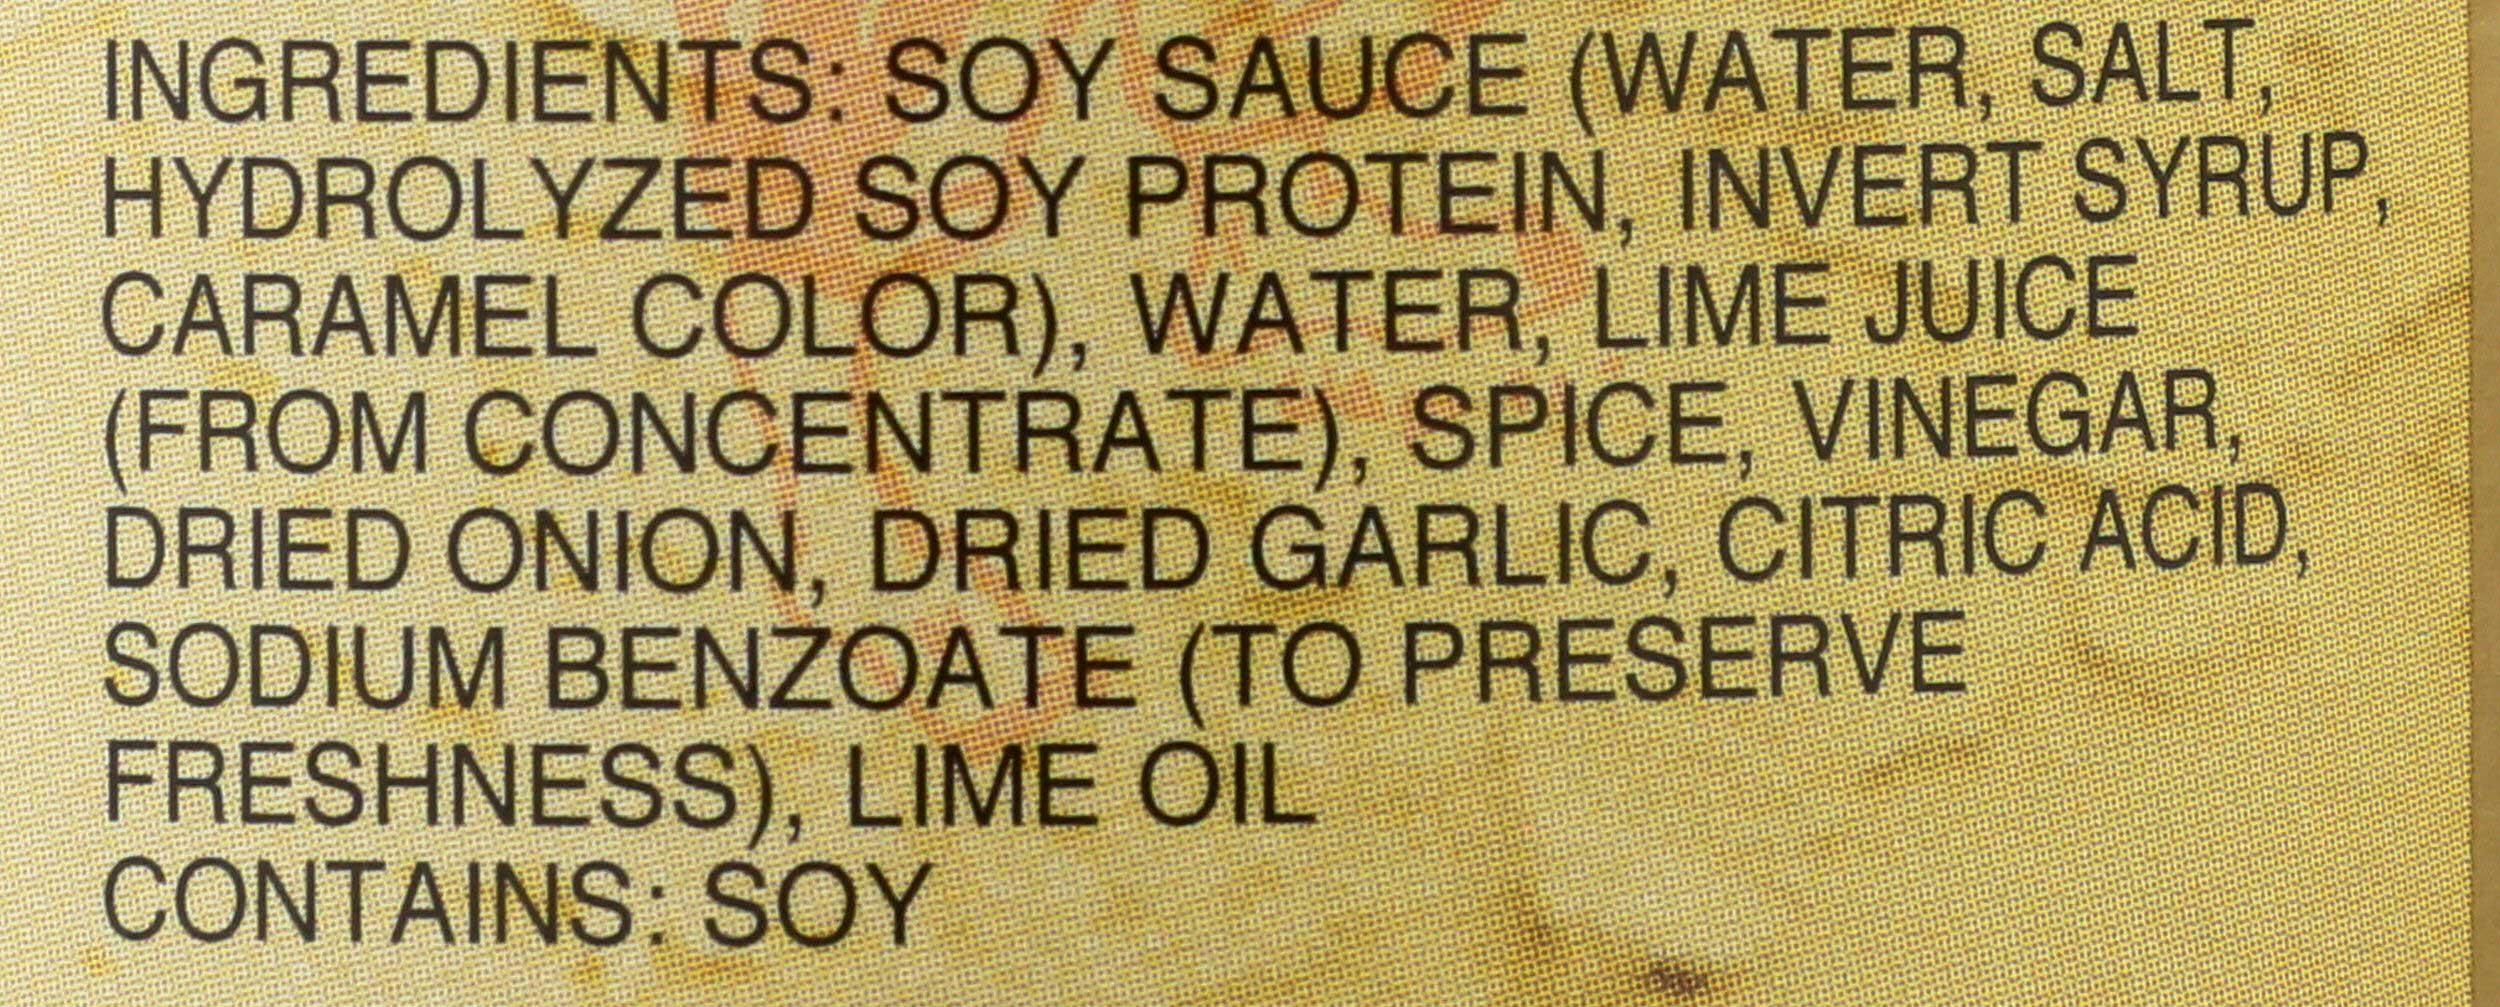 INGREDIENTS: SOY SAUCE (WATER, SALT,
HYDROLYZED SOY PROTEIN, INVERT SYRUP,
CARAMEL COLOR), WATER, LIME JUICE
(FROM CONCENTRATE), SPICE, VINEGAR,
DRIED ONION, DRIED GARLIC, CITRIC ACID,
SODIUM BENZOATE (TO PRESERVE
FRESHNESS), LIME OIL
CONTAINS: SOY